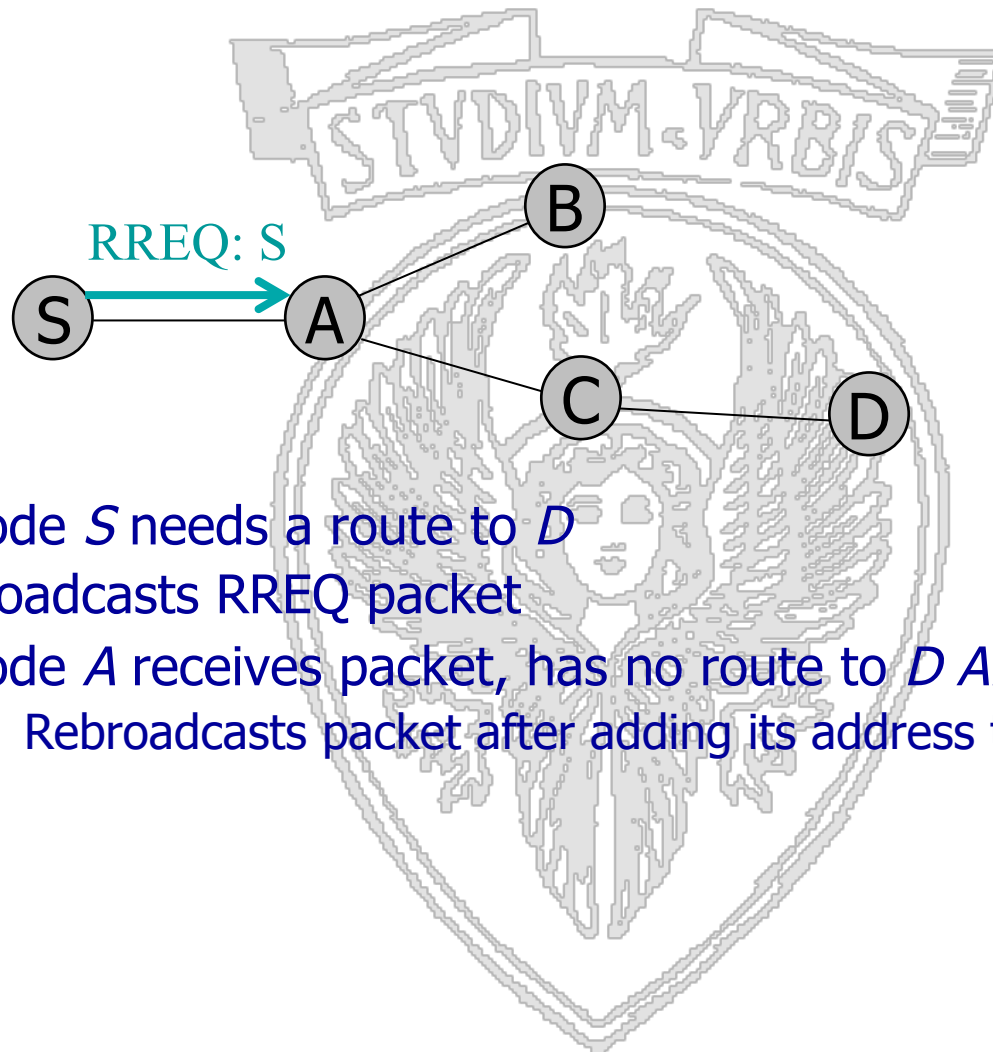 STVDIVM VRBIS
B
RREQ: S
S A
C
D
ode S needs a route to D
oadcasts RREQ packet
ode A receives packet, has no route to D A
Rebroadcasts packet after adding its address